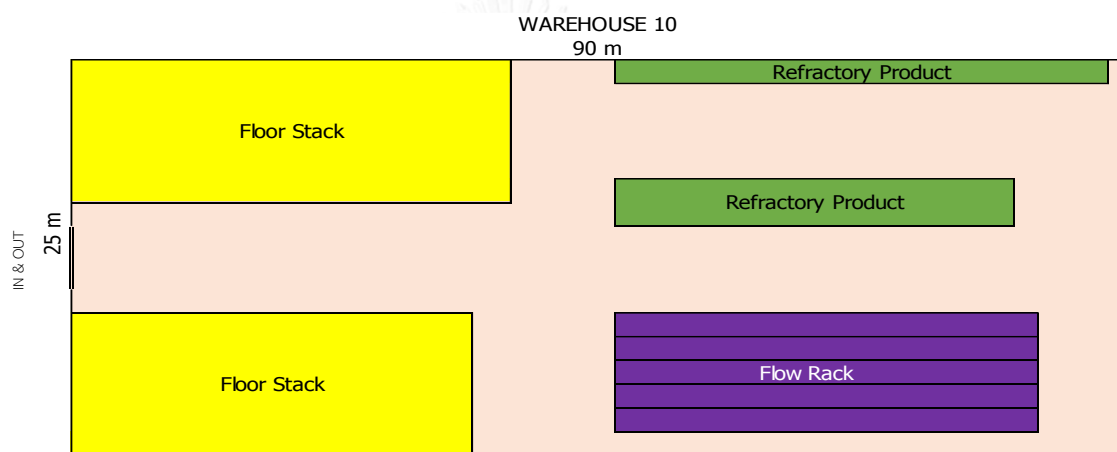 WAREHOUSE 10
90 m
Refractory Product
Floor Stack
Refractory Product
25 m
IN & OUT
Flow Rack
Floor Stack